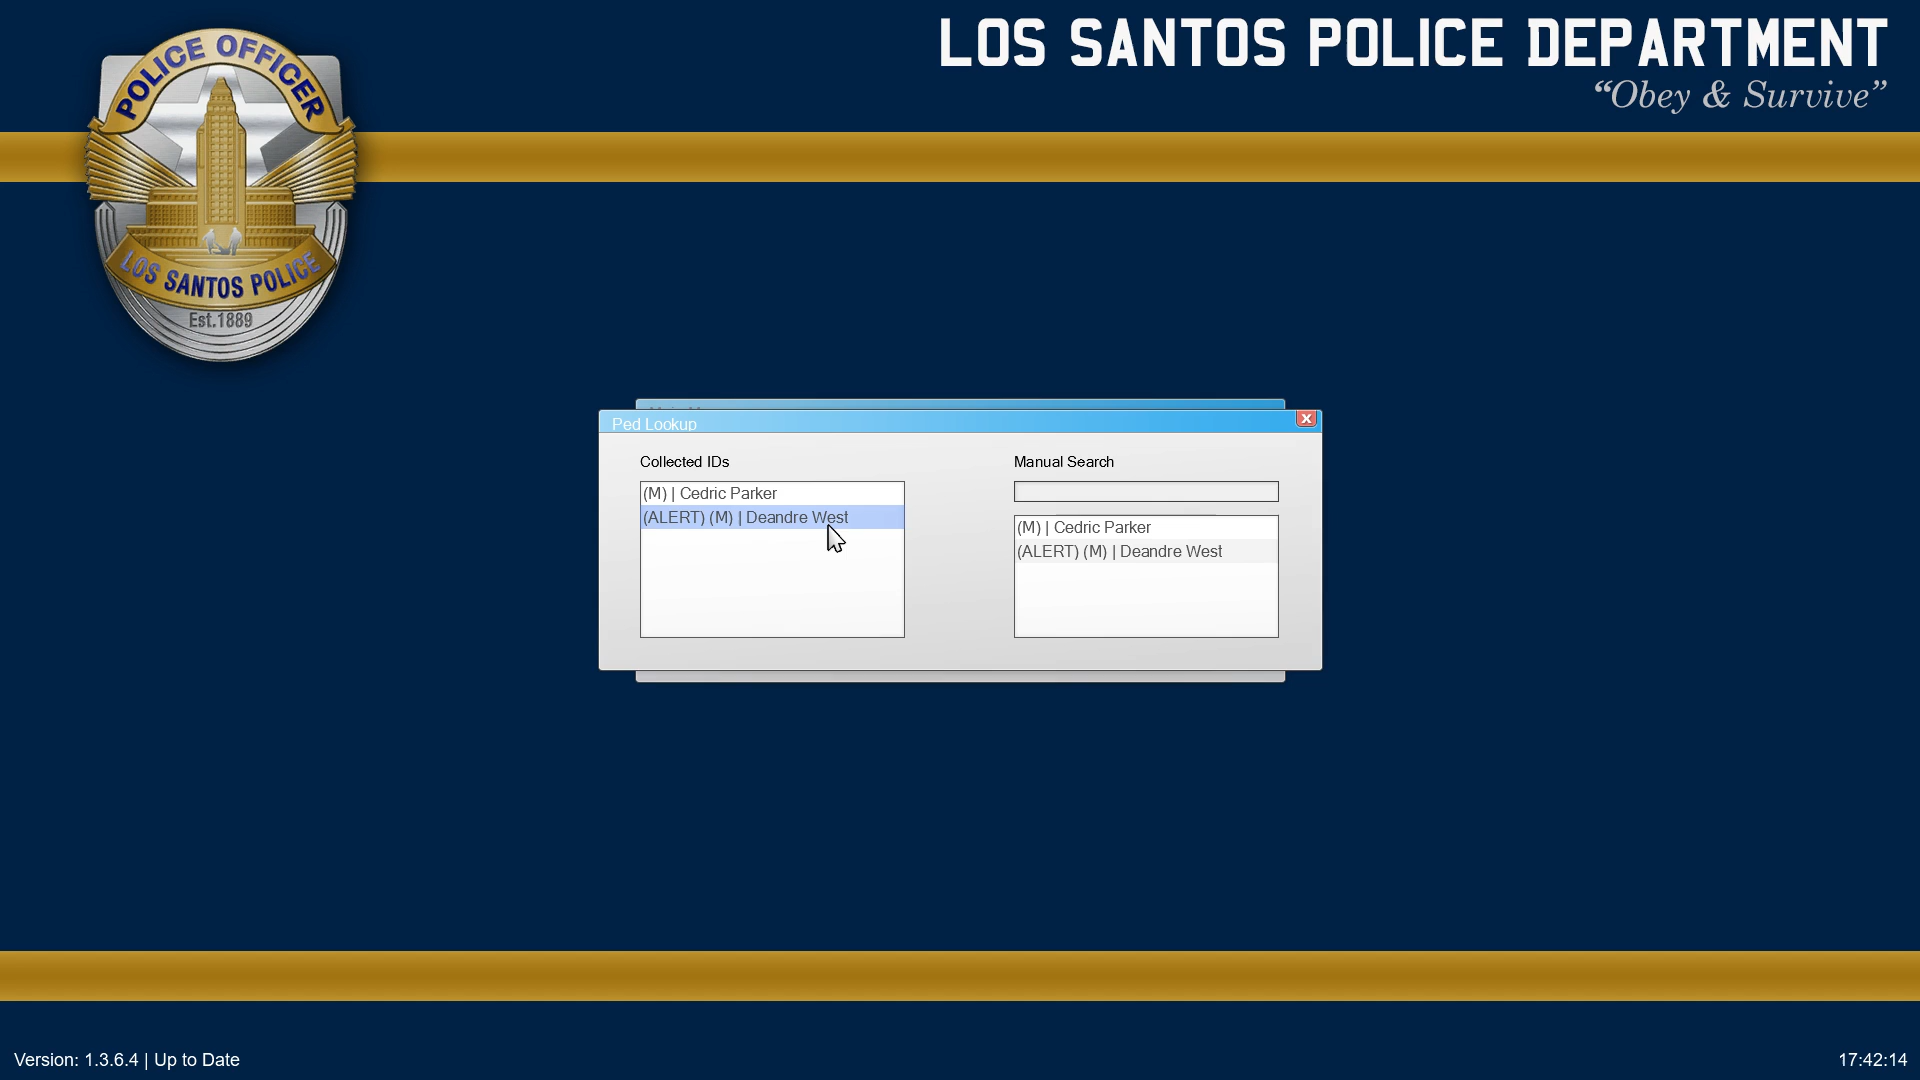 LOS SANTOS POLICE DEPARTMENT
“Obey & Survive”
POLICE OFFICER
LOS SANTOS POLICE
Est.1889
Ped Lookup
Collected IDs
(M) | Cedric Parker
(ALERT) (M) | Deandre West
Manual Search
(M) | Cedric Parker
(ALERT) (M) | Deandre West
Version: 1.3.6.4 | Up to Date
17:42:14